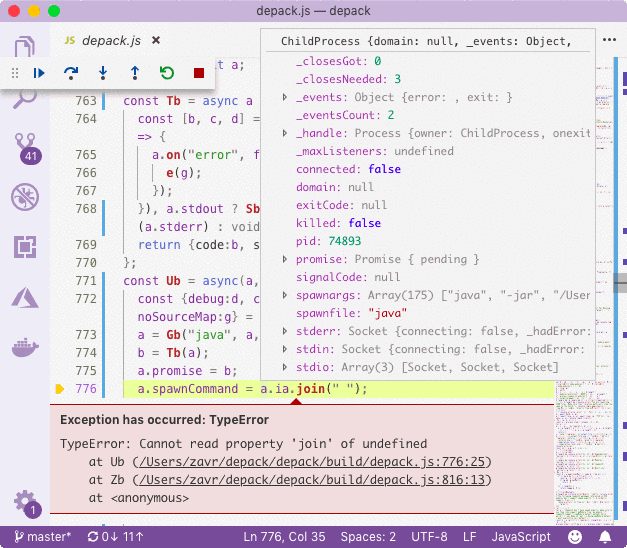 depack.js — depack
JS depack.js
a;
763 const Tb = async a
764 const [b, c, d] =
=> {
765 a.on("error", f
766 e(g);
767 });
768 }), a.stdout ? Sb
(a.stderr) : void
769 return {code:b, s
770 };
771 const Ub = async(a,
772 const {debug:d, c
noSourceMap:g} =
773 a = Gb("java", a,
774 b = Tb(a);
775 a.promise = b;
776 a.spawnCommand = a.ia.join(" ");
ChildProcess {domain: null, _events: Object,
_closesGot: 0
_closesNeeded: 3
_events: Object {error: , exit: }
_eventsCount: 2
_handle: Process {owner: ChildProcess, onexit
_maxListeners: undefined
connected: false
domain: null
exitCode: null
killed: false
pid: 74893
promise: Promise { pending }
signalCode: null
spawnargs: Array(175) ["java", "-jar", "/User
spawnfile: "java"
stderr: Socket {connecting: false, _hadError:
stdin: Socket {connecting: false, _hadError:
stdio: Array(3) [Socket, Socket, Socket]
Exception has occurred: TypeError
TypeError: Cannot read property 'join' of undefined
at Ub (/Users/zavr/depack/depack/build/depack.js:776:25)
at Zb (/Users/zavr/depack/depack/build/depack.js:816:13)
at <anonymous>
41
1
master* 0↓ 11↑ Ln 776, Col 35 Spaces: 2 UTF-8 LF JavaScript